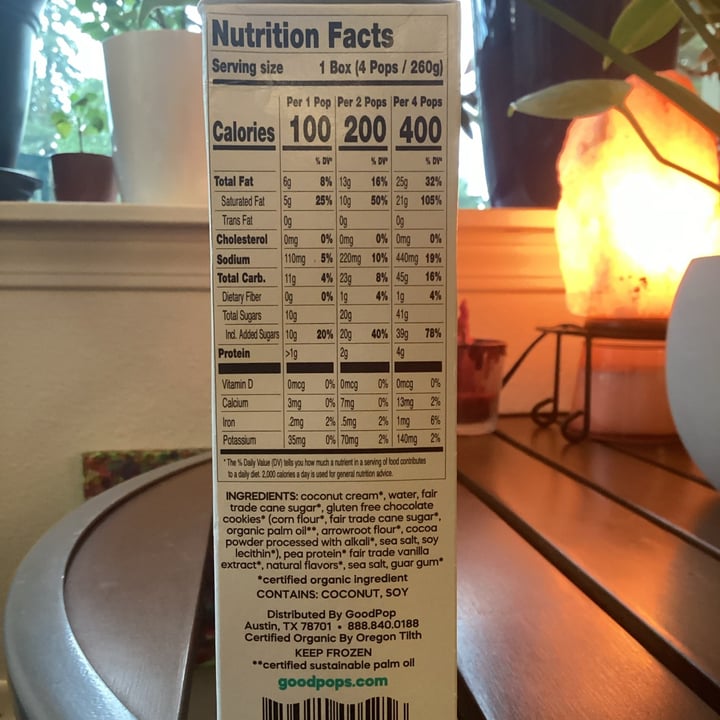 Nutrition Facts
Serving size 1 Box (4 Pops / 260g)
Per 1 Pop Per 2 Pops Per 4 Pops
Calories 100 200 400
% DV* % DV* % DV*
Total Fat 6g 8% 13g 16% 25g 32%
Saturated Fat 5g 25% 10g 50% 21g 105%
Trans Fat 0g 0g 0g
Cholesterol 0mg 0% 0mg 0% 0mg 0%
Sodium 110mg 5% 220mg 10% 440mg 19%
Total Carb. 11g 4% 23g 8% 45g 16%
Dietary Fiber 0g 0% 1g 4% 1g 4%
Total Sugars 10g 20g 41g
Incl. Added Sugars 10g 20% 20g 40% 39g 78%
Protein >1g 2g 4g
Vitamin D 0mcg 0% 0mcg 0% 0mcg 0%
Calcium 3mg 0% 7mg 0% 13mg 2%
Iron .2mg 2% .5mg 2% 1mg 6%
Potassium 35mg 0% 70mg 2% 140mg 2%
*The % Daily Value (DV) tells you how much a nutrient in a serving of food contributes
to a daily diet. 2,000 calories a day is used for general nutrition advice.
INGREDIENTS: coconut cream*, water, fair
trade cane sugar*, gluten free chocolate
cookies* (corn flour*, fair trade cane sugar*,
organic palm oil**, arrowroot flour*, cocoa
powder processed with alkali*, sea salt, soy
lecithin*), pea protein* fair trade vanilla
extract*, natural flavors*, sea salt, guar gum*
*certified organic ingredient
CONTAINS: COCONUT, SOY
Distributed By GoodPop
Austin, TX 78701 • 888.840.0188
Certified Organic By Oregon Tilth
KEEP FROZEN
**certified sustainable palm oil
goodpops.com